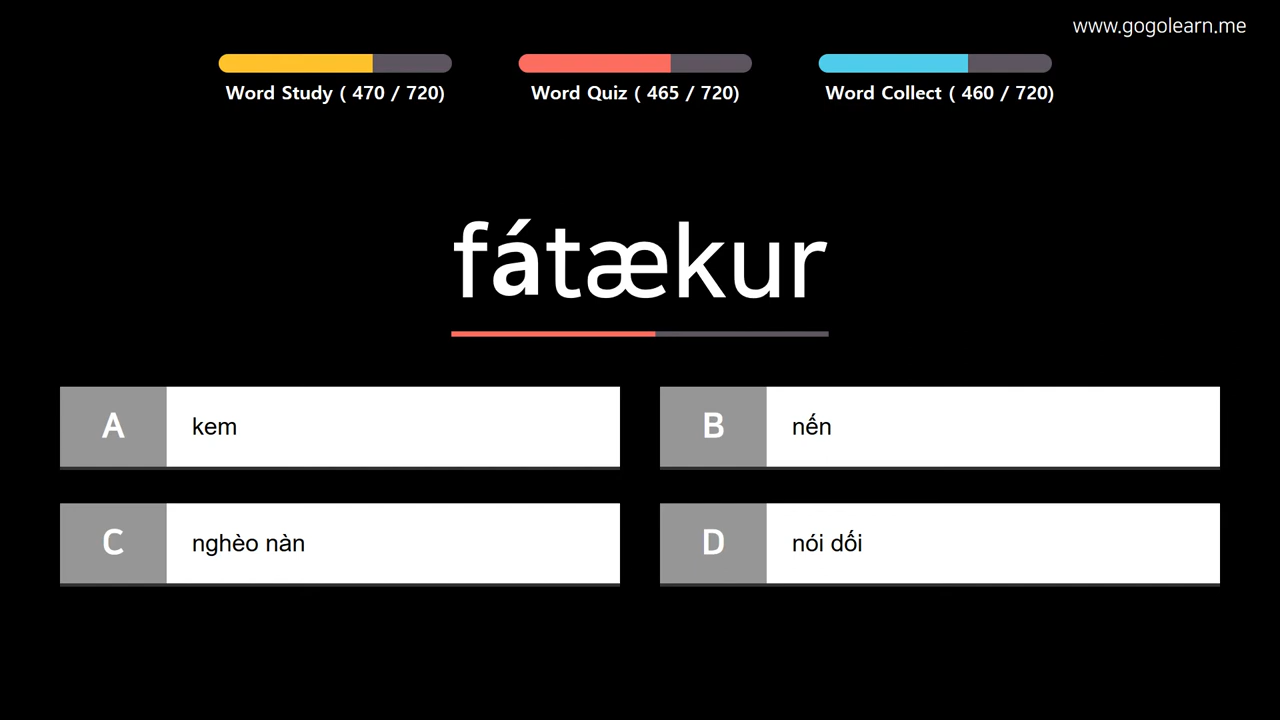 www.gogolearn.me
Word Study ( 470 / 720)
Word Quiz ( 465 / 720)
Word Collect ( 460 / 720)
fátækur
A kem
B nến
C nghèo nàn
D nói dối